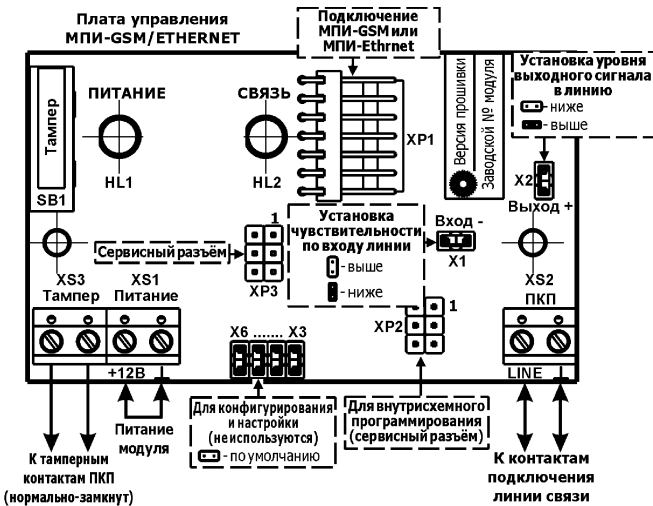 Плата управления
МПИ-GSM/ETHERNET
Подключение
МПИ-GSM или
МПИ-Ethrnet
Установка уровня
выходного сигнала
в линию
- ниже
- выше
Тампер
SB1
ПИТАНИЕ
HL1
СВЯЗЬ
HL2
XP1
Версия прошивки
Заводской № модуля
X2
Выход +
1
Сервисный разъём
XP3
Установка
чувствительности
по входу линии
- выше
- ниже
Вход -
X1
XS3
Тампер
XS1
Питание
XS2
ПКП
X6 ....... X3
1
XP2
+12В
LINE
Для конфигурирования
и настройки
(не используются)
- по умолчанию
Для внутрисхемного
программирования
(сервисный разъём)
Питание
модуля
К тамперным
контактам ПКП
(нормально-замкнут)
К контактам
подключения
линии связи